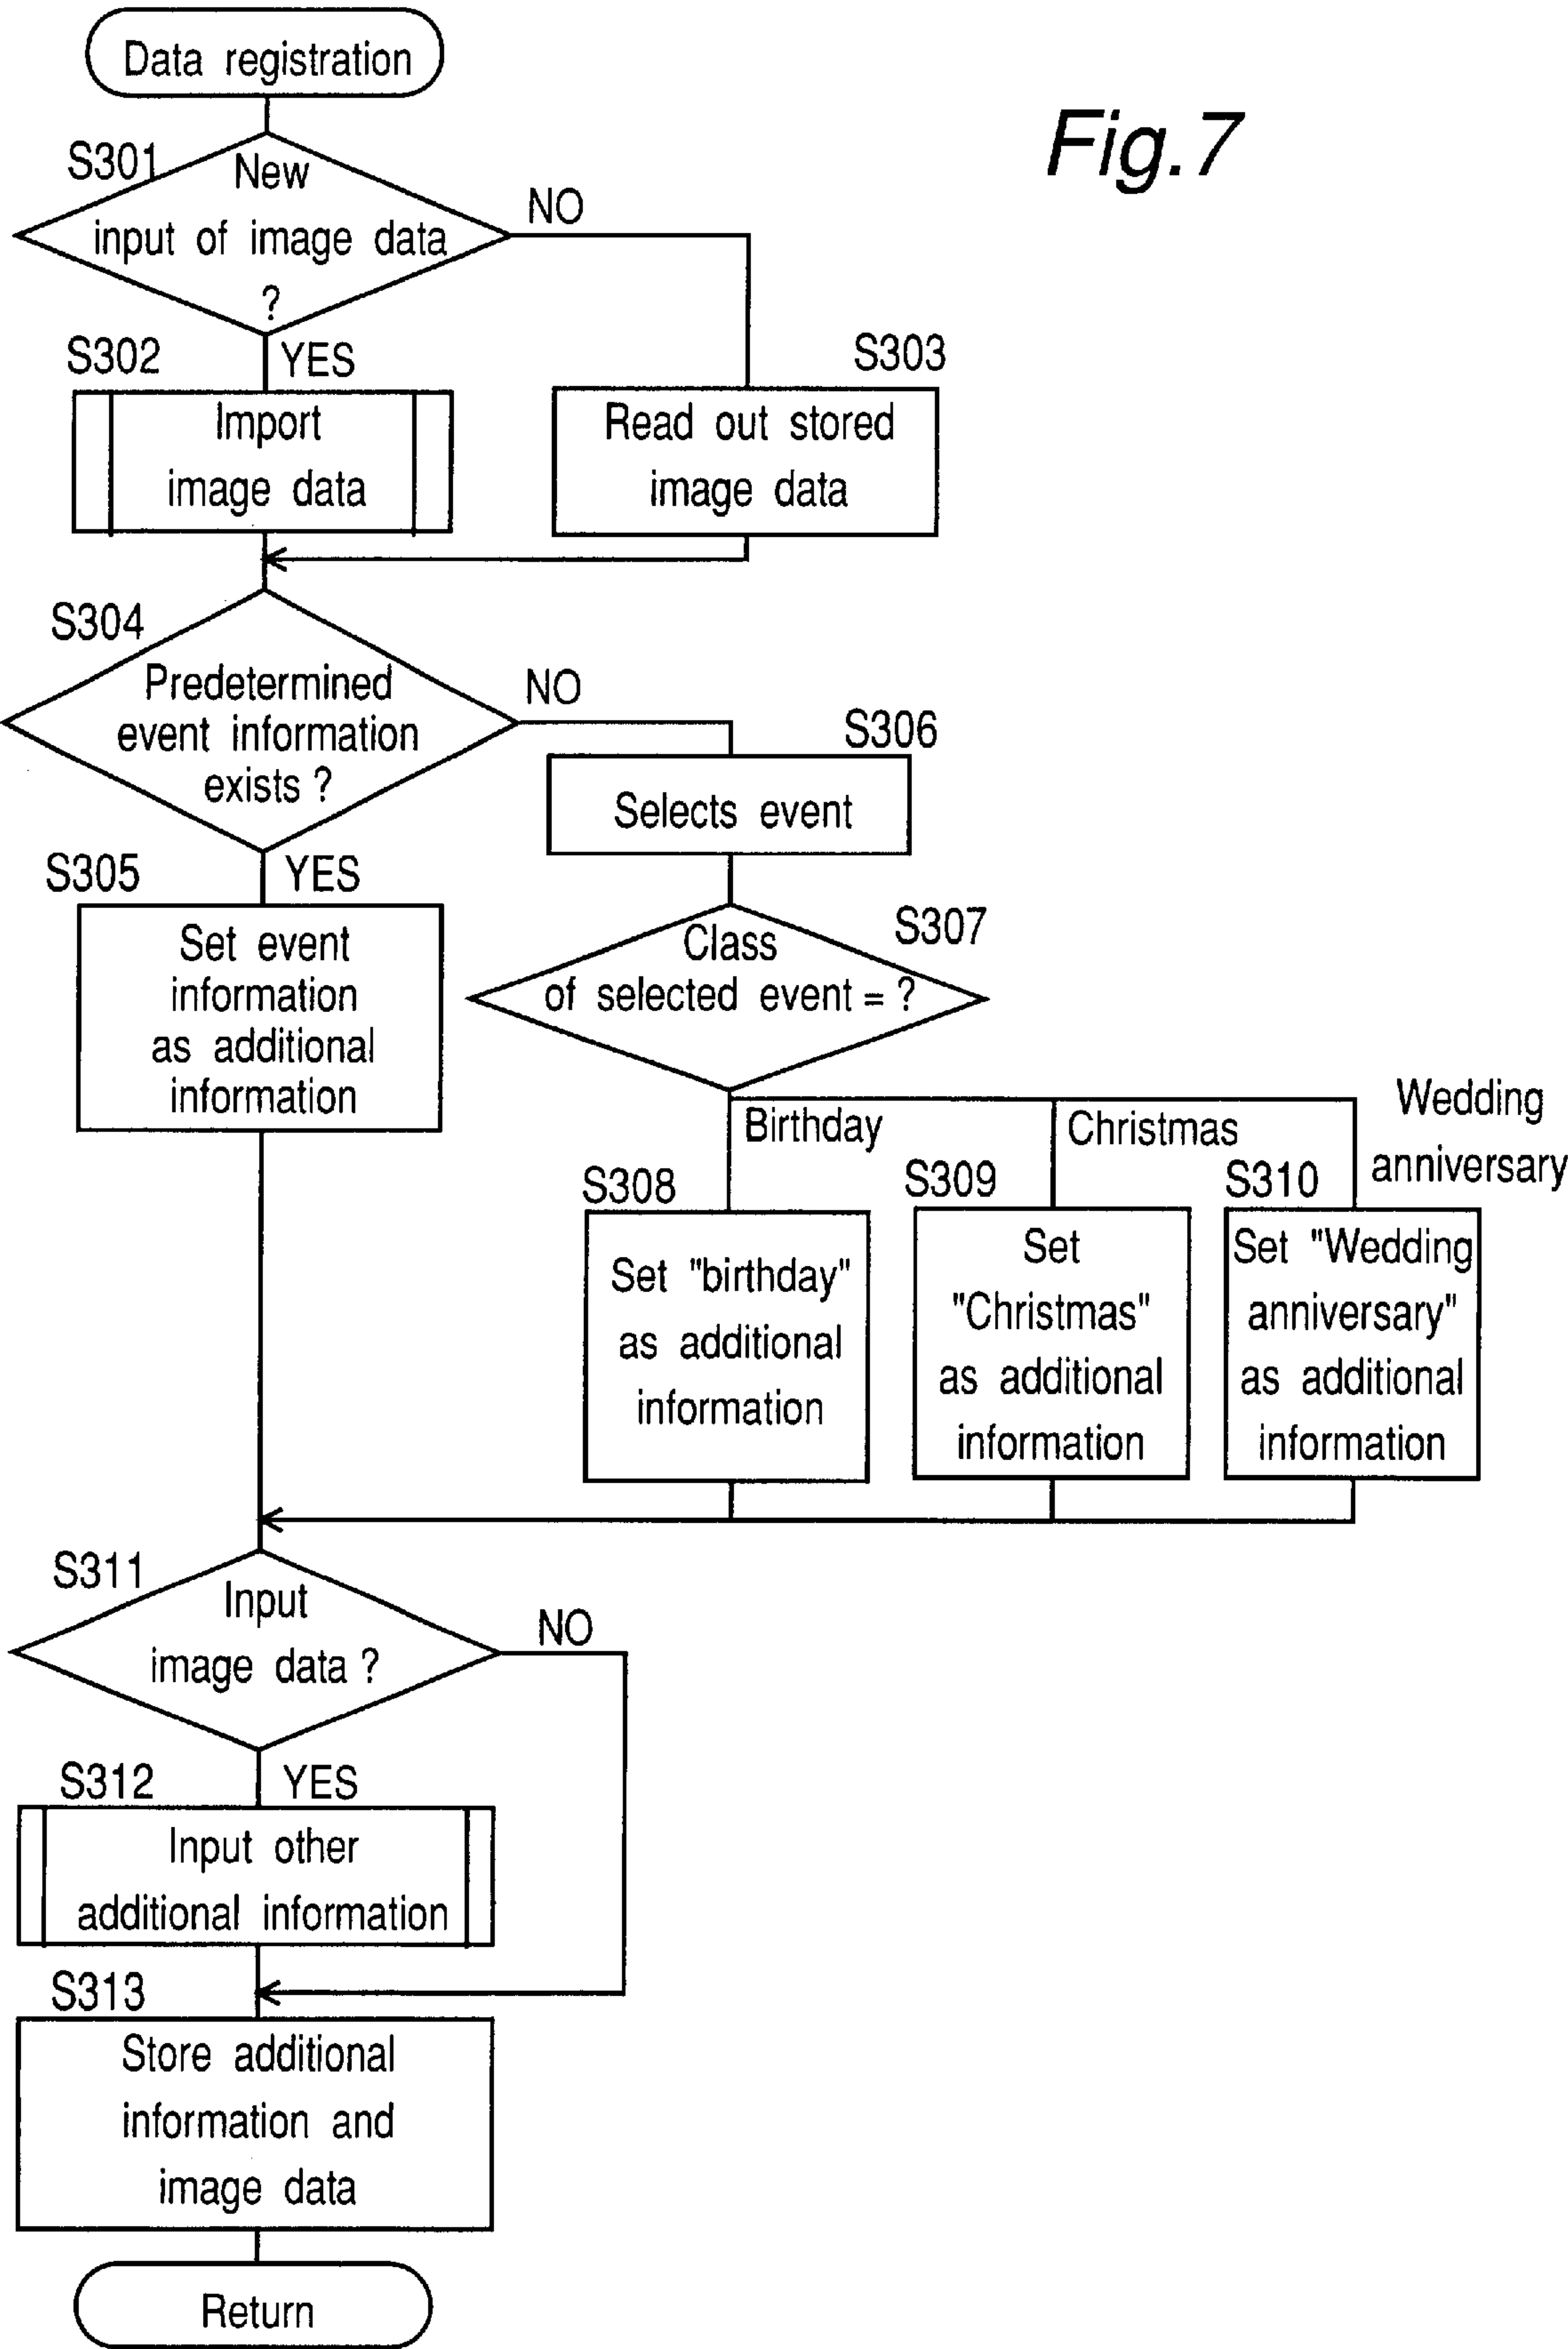 Data registration
Fig.7
S301
New
input of image data
?
NO
S302
YES
S303
Import
image data
Read out stored
image data
S304
Predetermined
event information
exists ?
NO
S306
Selects event
S305
YES
Set event
information
as additional
information
S307
Class
of selected event = ?
Birthday
Christmas
Wedding
anniversary
S308
S309
S310
Set "birthday"
as additional
information
Set
"Christmas"
as additional
information
Set "Wedding
anniversary"
as additional
information
S311
Input
image data ?
NO
S312
YES
Input other
additional information
S313
Store additional
information and
image data
Return